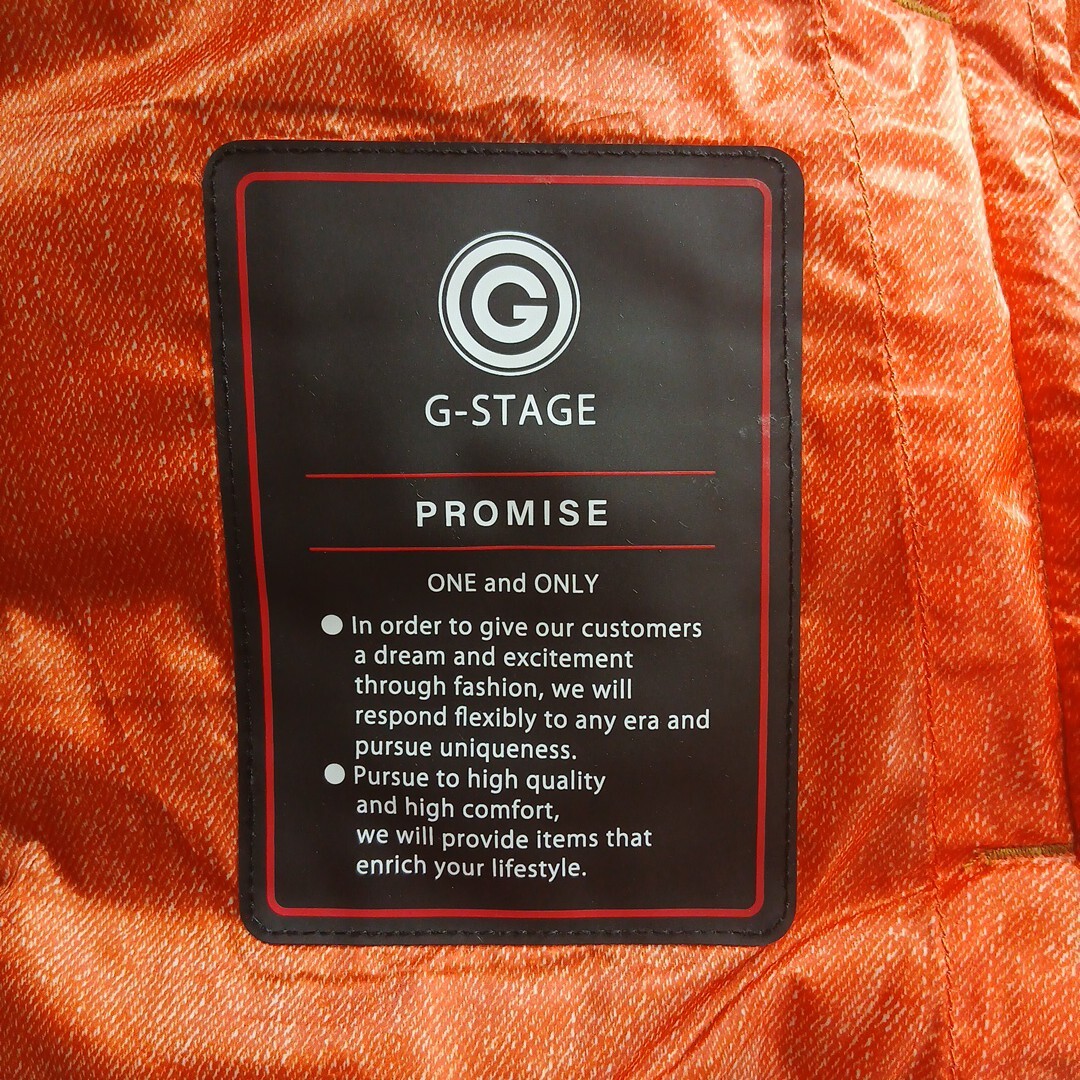 G
G-STAGE
PROMISE
ONE and ONLY
● In order to give our customers
a dream and excitement
through fashion, we will
respond flexibly to any era and
pursue uniqueness.
● Pursue to high quality
and high comfort,
we will provide items that
enrich your lifestyle.